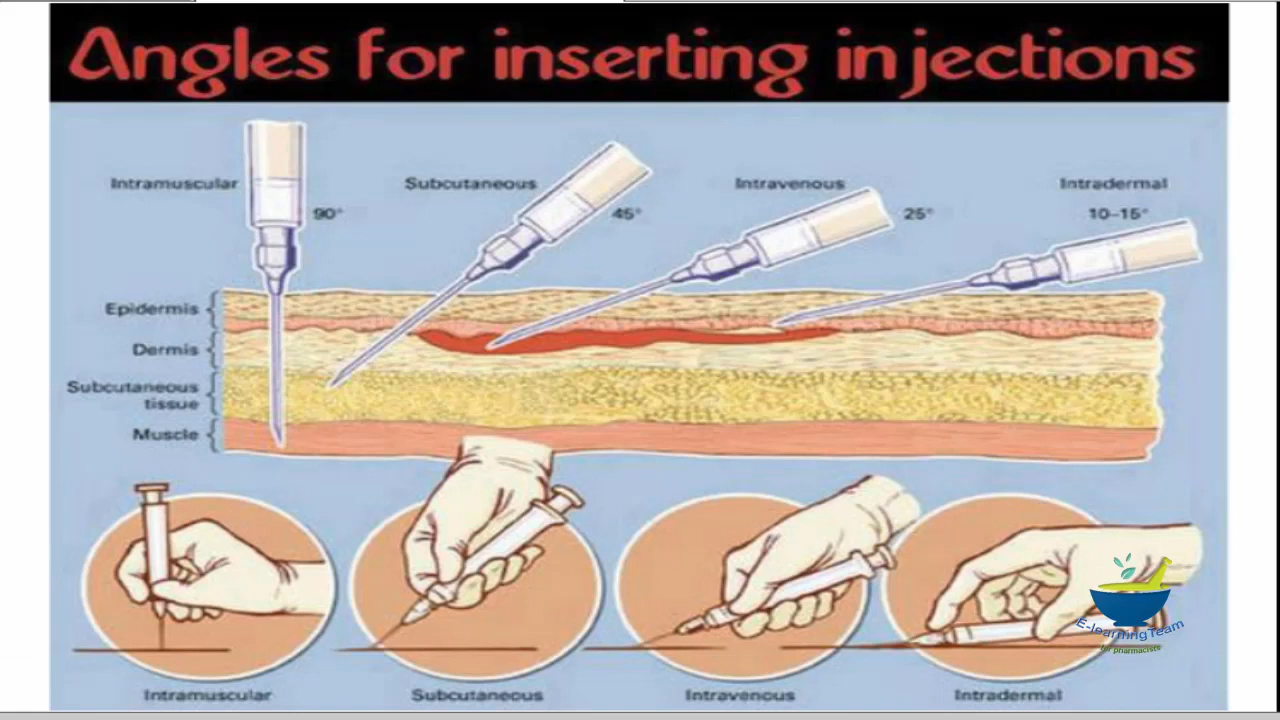 Angles for inserting injections
Intramuscular
Subcutaneous
Intravenous
Intradermal
90°
45°
25°
10-15°
Epidermis
Dermis
Subcutaneous
tissue
Muscle
E-learning Team
for pharmacists
Intramuscular
Subcutaneous
Intravenous
Intradermal